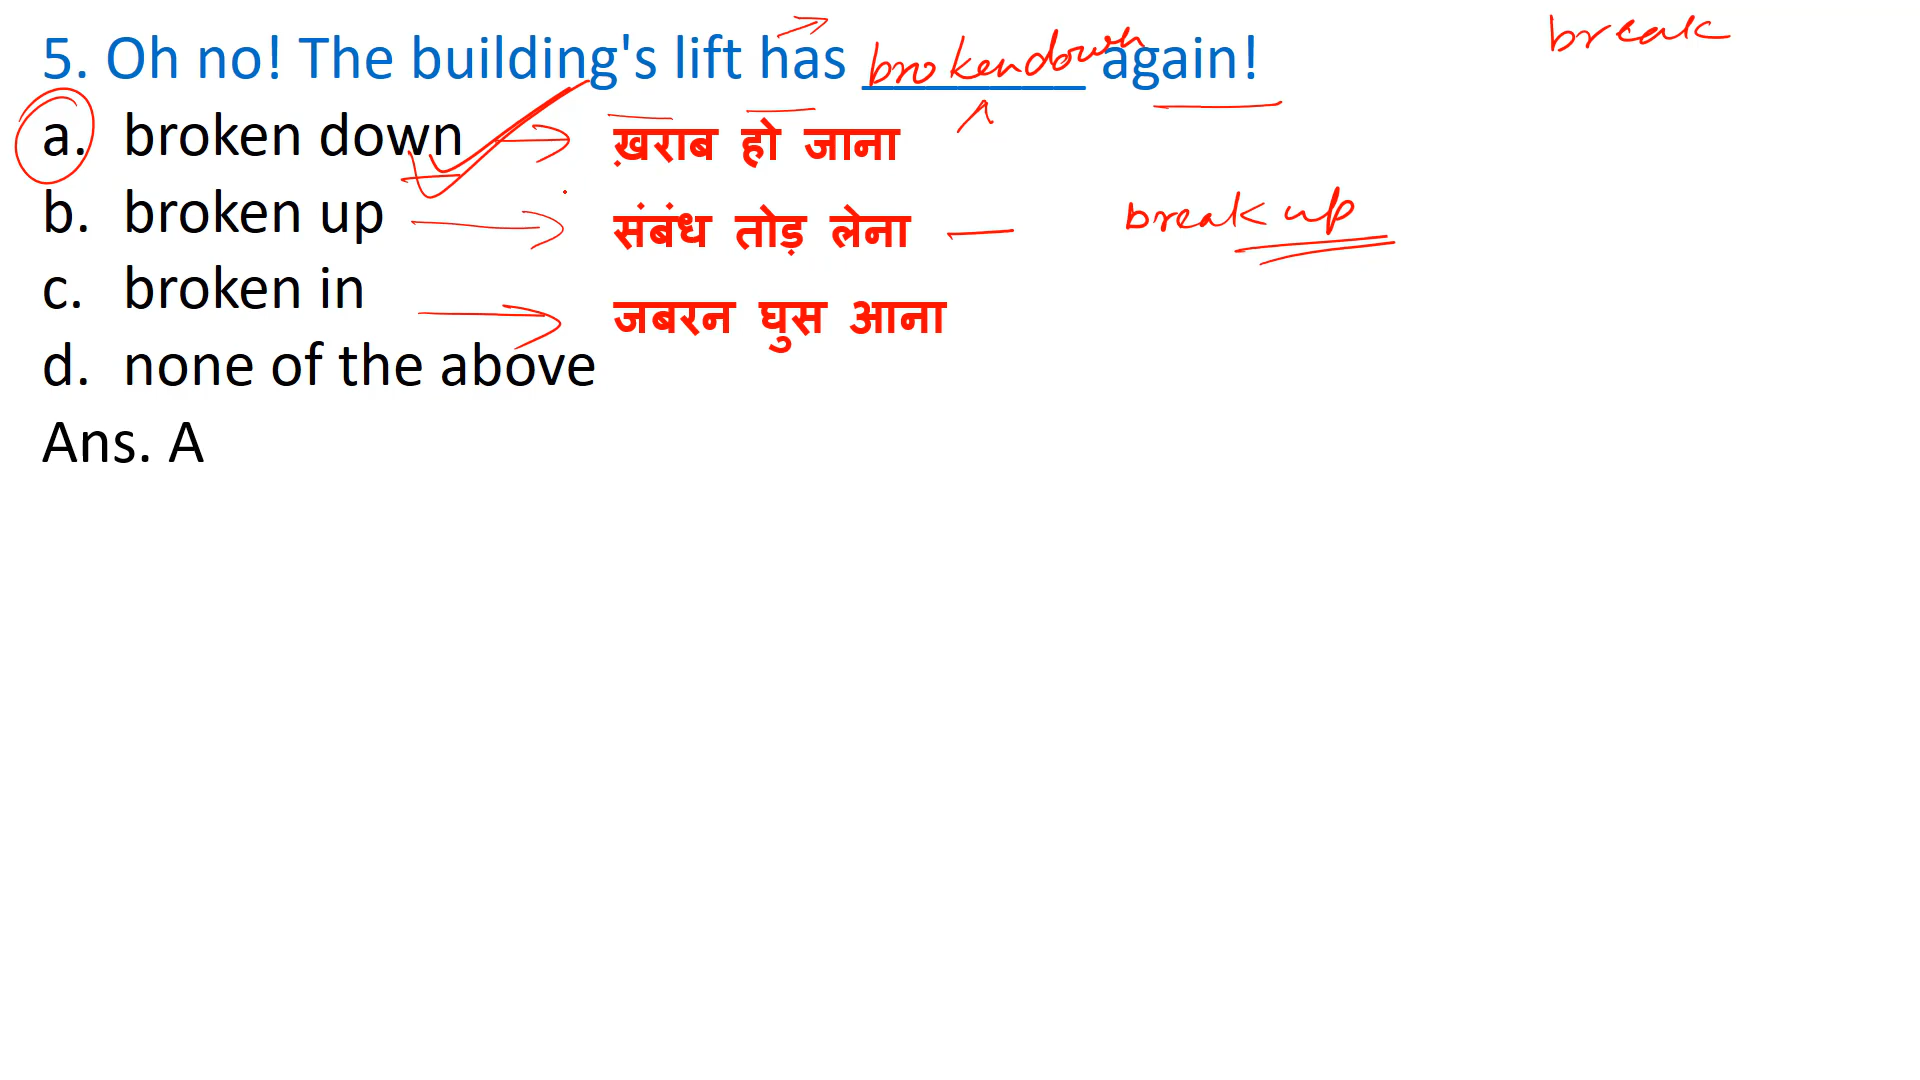 5. Oh no! The building's lift has broken down again!
break
a. broken down ख़राब हो जाना
b. broken up संबंध तोड़ लेना break up
c. broken in जबरन घुस आना
d. none of the above
Ans. A